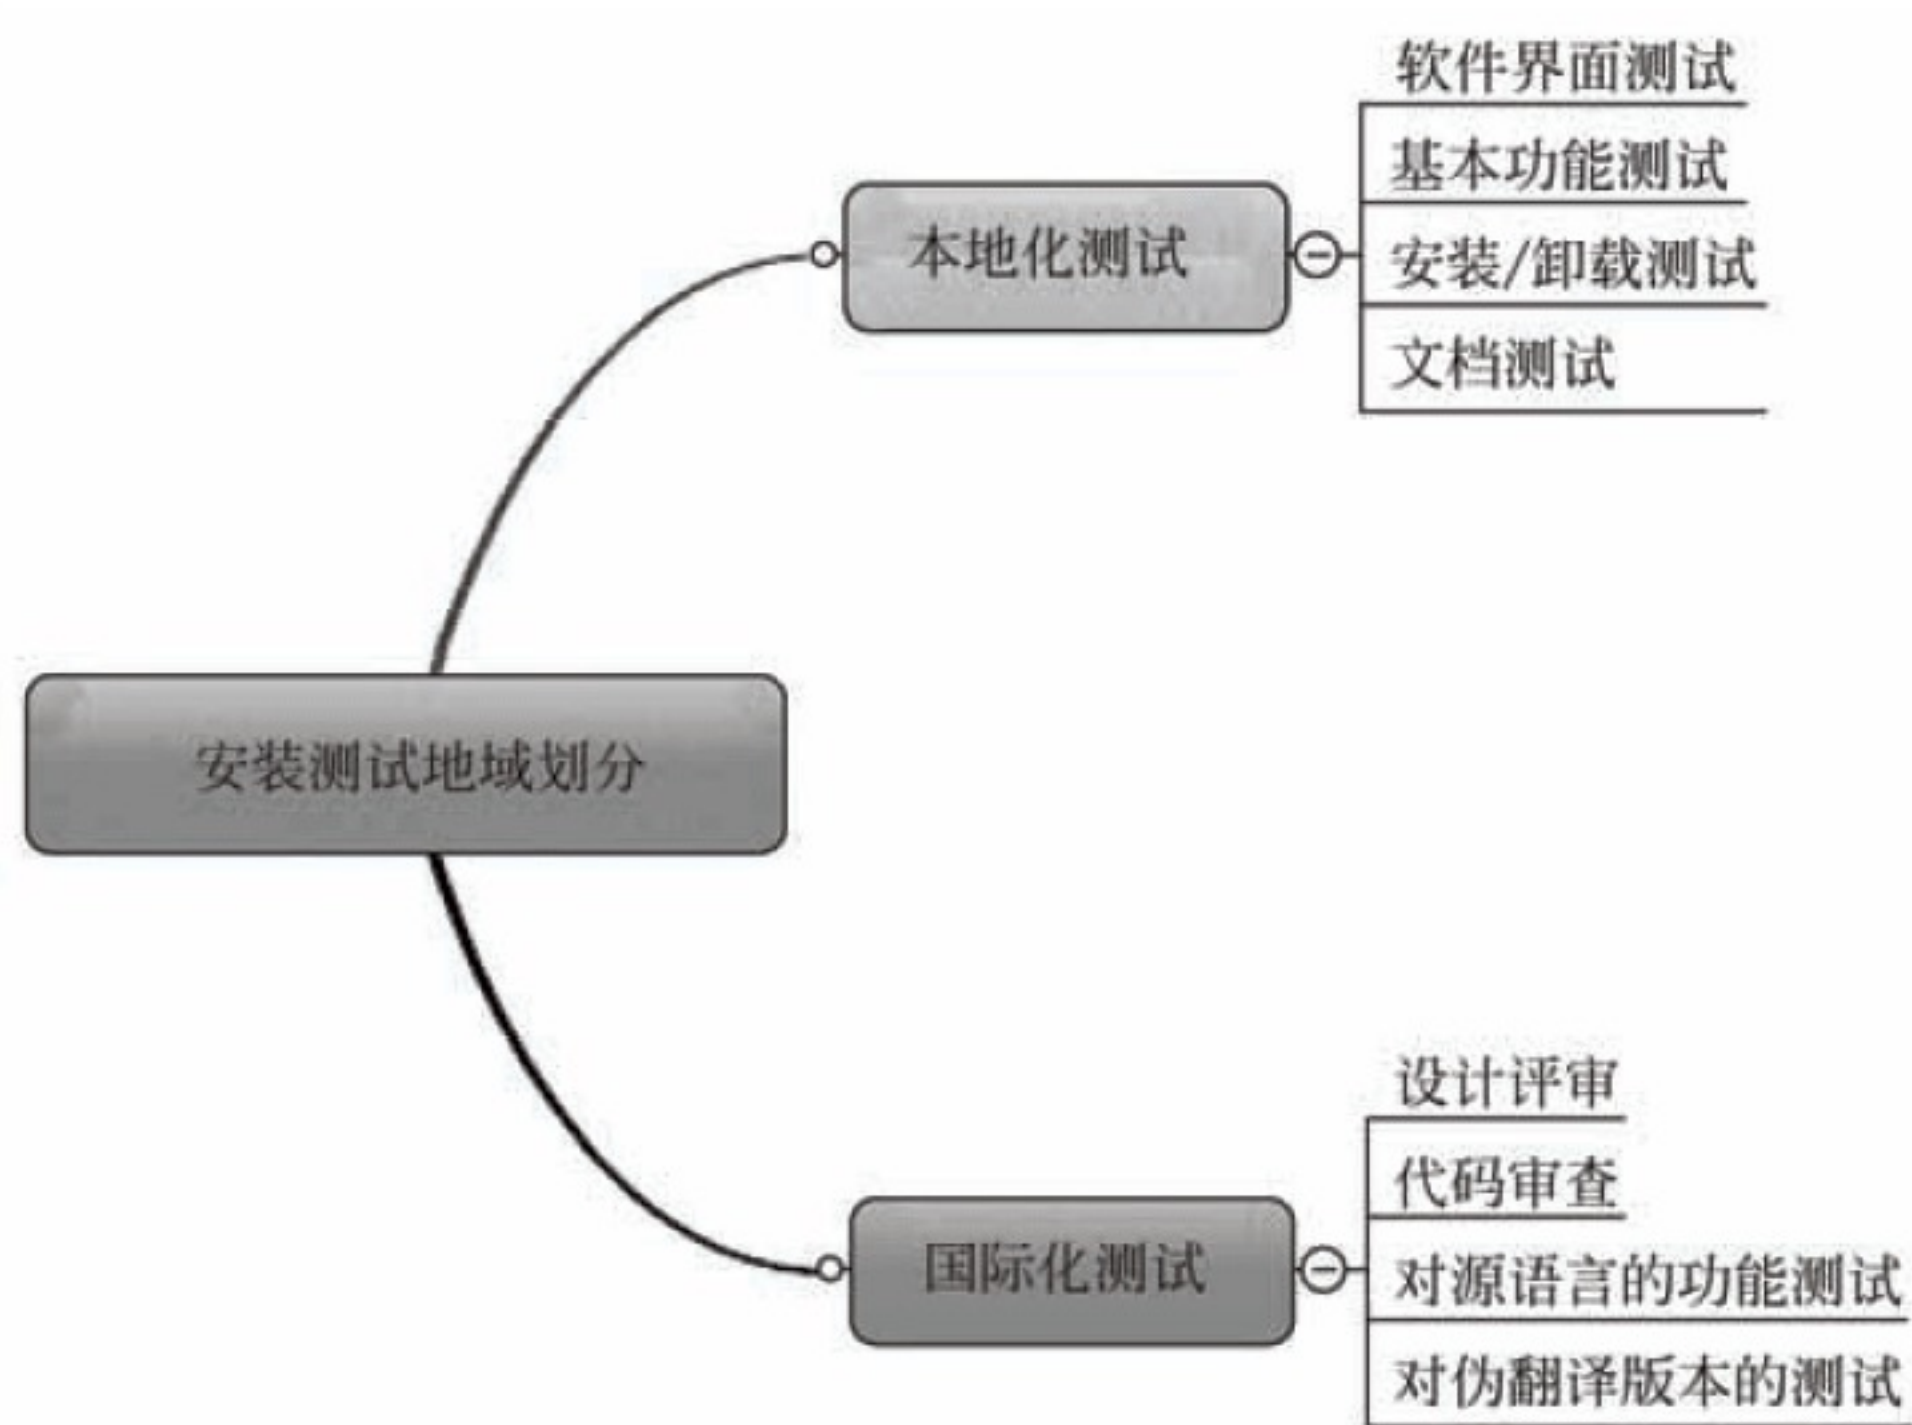 软件界面测试
基本功能测试
本地化测试
安装/卸载测试
文档测试
安装测试地域划分
设计评审
代码审查
国际化测试
对源语言的功能测试
对伪翻译版本的测试